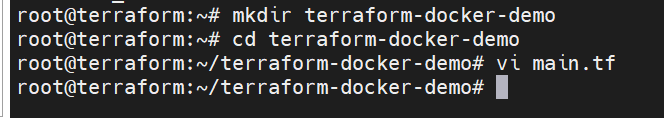 root@terraform:~# mkdir terraform-docker-demo
root@terraform:~# cd terraform-docker-demo
root@terraform:~/terraform-docker-demo# vi main.tf
root@terraform:~/terraform-docker-demo#